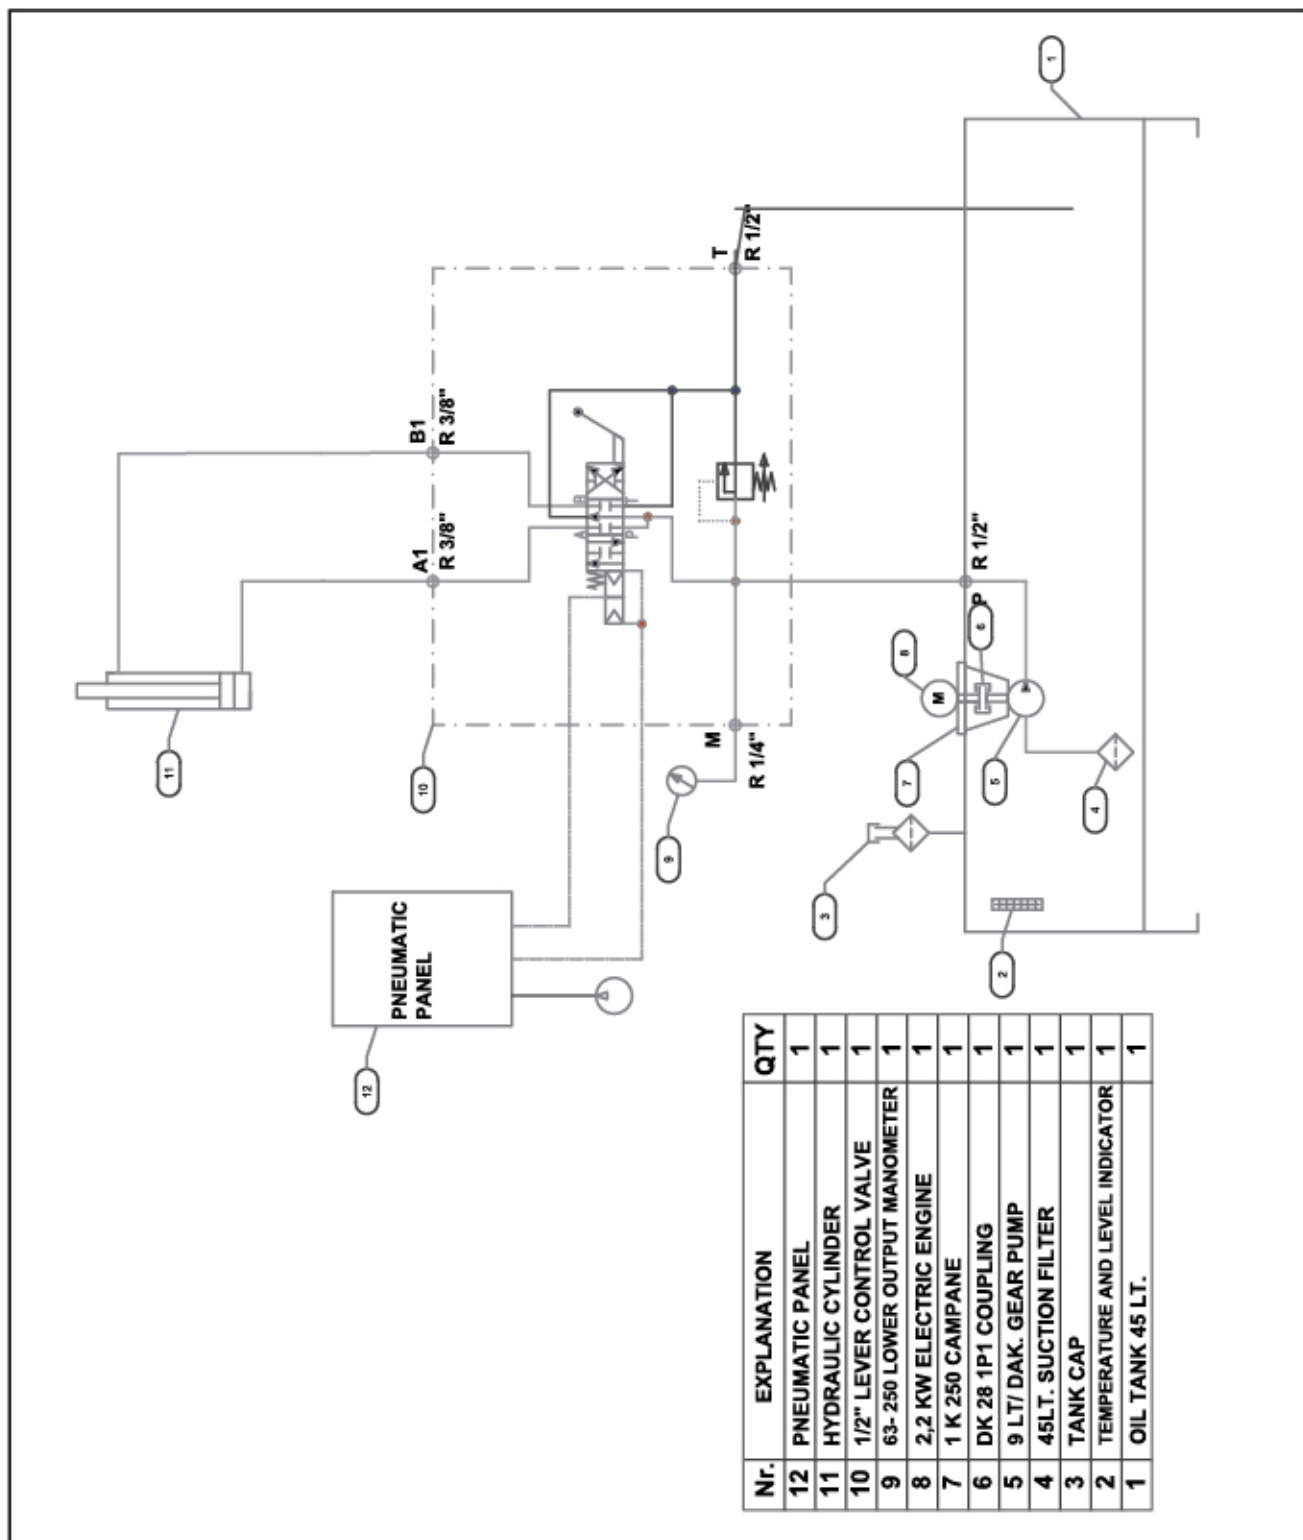 1
T
R 1/2"
B1
R 3/8"
A1
R 3/8"
A
B
P
T
R 1/2"
P
6
8
M
M
R 1/4"
11
10
7
5
4
9
3
2
PNEUMATIC
PANEL
12
Nr. EXPLANATION QTY
12 PNEUMATIC PANEL 1
11 HYDRAULIC CYLINDER 1
10 1/2" LEVER CONTROL VALVE 1
9 63- 250 LOWER OUTPUT MANOMETER 1
8 2,2 KW ELECTRIC ENGINE 1
7 1 K 250 CAMPANE 1
6 DK 28 1P1 COUPLING 1
5 9 LT/ DAK. GEAR PUMP 1
4 45LT. SUCTION FILTER 1
3 TANK CAP 1
2 TEMPERATURE AND LEVEL INDICATOR 1
1 OIL TANK 45 LT. 1